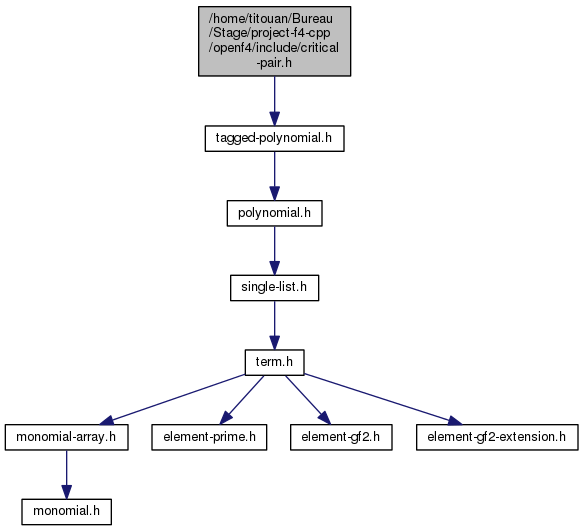 /home/titouan/Bureau
/Stage/project-f4-cpp
/openf4/include/critical
-pair.h
tagged-polynomial.h
polynomial.h
single-list.h
term.h
monomial-array.h
element-prime.h
element-gf2.h
element-gf2-extension.h
monomial.h